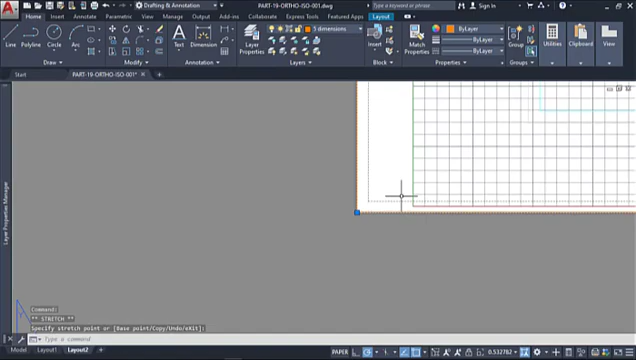 Drafting & Annotation
PART-19-ORTHO-ISO-001.dwg
Type a keyword or phrase
Sign In
Home Insert Annotate Parametric View Manage Output Add-ins Collaborate Express Tools Featured Apps Layout
Line Polyline Circle Arc
Text Dimension
Layer Properties
5 dimensions
Insert
Match Properties
ByLayer
ByLayer
ByLayer
Group
Utilities
Clipboard
View
Draw Modify Annotation Layers Block Properties Groups
Start PART-19-ORTHO-ISO-001*
Layer Properties Manager
Command:
** STRETCH **
Specify stretch point or [Base point/Copy/Undo/eXit]:
Type a command
Model Layout1 Layout2
PAPER
0.532782